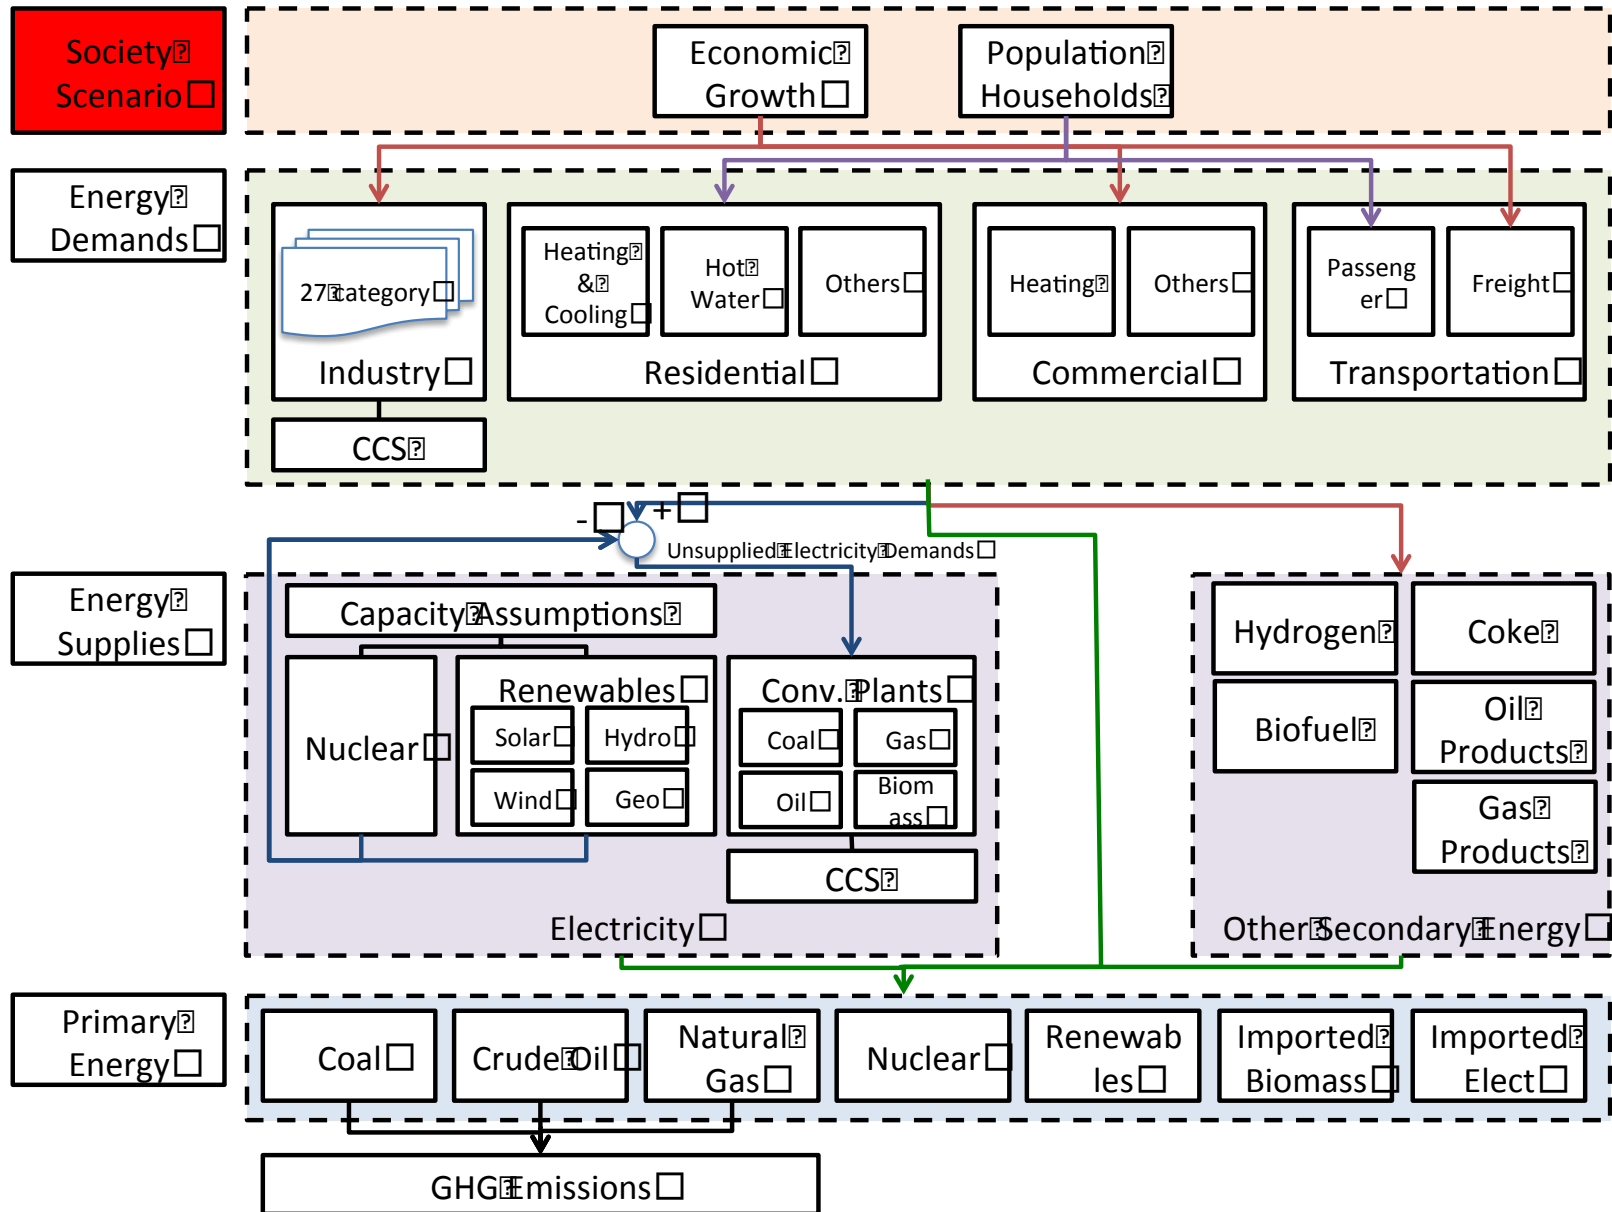 Society
Scenario
Economic
Growth
Population
Households
Energy
Demands
27 category
Industry
CCS
Heating
&
Cooling
Hot
Water
Others
Residential
Heating
Others
Commercial
Passeng
er
Freight
Transportation
- +
Unsupplied Electricity Demands
Energy
Supplies
Capacity Assumptions
Nuclear
Renewables
Solar
Hydro
Wind
Geo
Conv. Plants
Coal
Gas
Oil
Biom
ass
CCS
Electricity
Hydrogen
Coke
Biofuel
Oil
Products
Gas
Products
Other Secondary Energy
Primary
Energy
Coal
Crude Oil
Natural
Gas
Nuclear
Renewab
les
Imported
Biomass
Imported
Elect
GHG Emissions